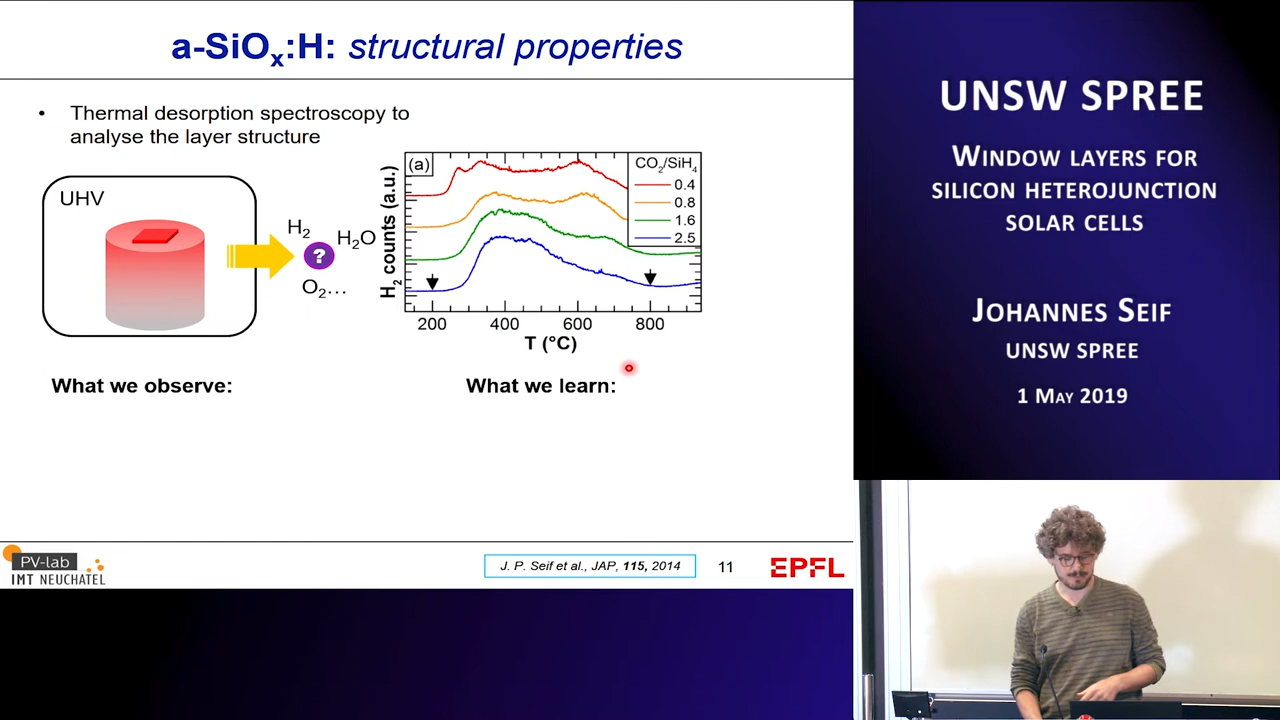 a-SiOx:H: structural properties
• Thermal desorption spectroscopy to
analyse the layer structure
UHV
H2
?
H2O
O2…
(a)
CO2/SiH4
0.4
0.8
1.6
2.5
H2 counts (a.u.)
200 400 600 800
T (°C)
What we observe:
What we learn:
PV-lab
IMT NEUCHATEL
J. P. Seif et al., JAP, 115, 2014
11
EPFL
UNSW SPREE
WINDOW LAYERS FOR
SILICON HETEROJUNCTION
SOLAR CELLS
JOHANNES SEIF
UNSW SPREE
1 MAY 2019